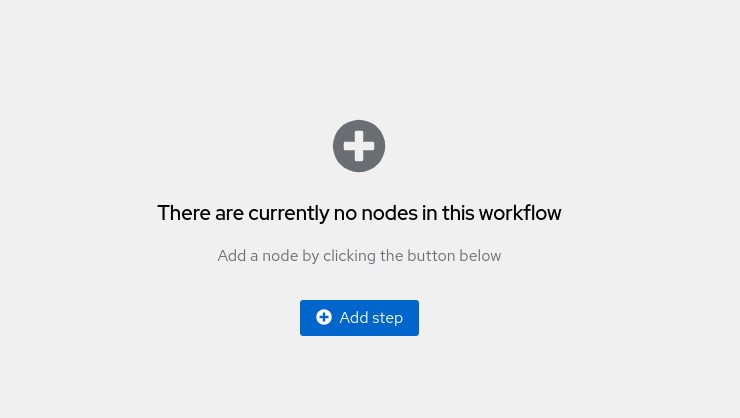 There are currently no nodes in this workflow
Add a node by clicking the button below
Add step